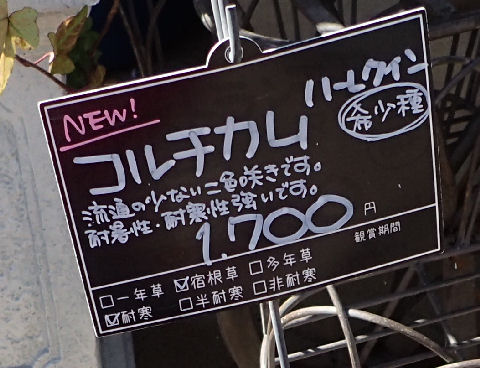 NEW!
コルチカム ハーレクイン
希少種
流通の少ない二色咲きです。
耐暑性・耐寒性強いです。
1,700円
観賞期間
□一年草 ☑宿根草 □多年草
☑耐寒 □半耐寒 □非耐寒